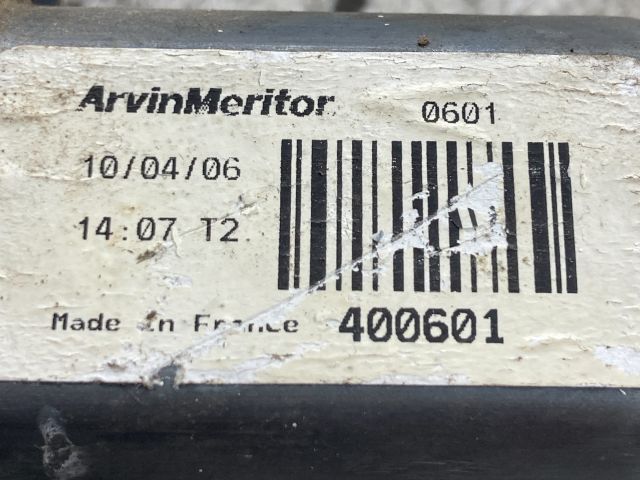 ArvinMeritor 0601
10/04/06
14:07 T2
Made in France 400601